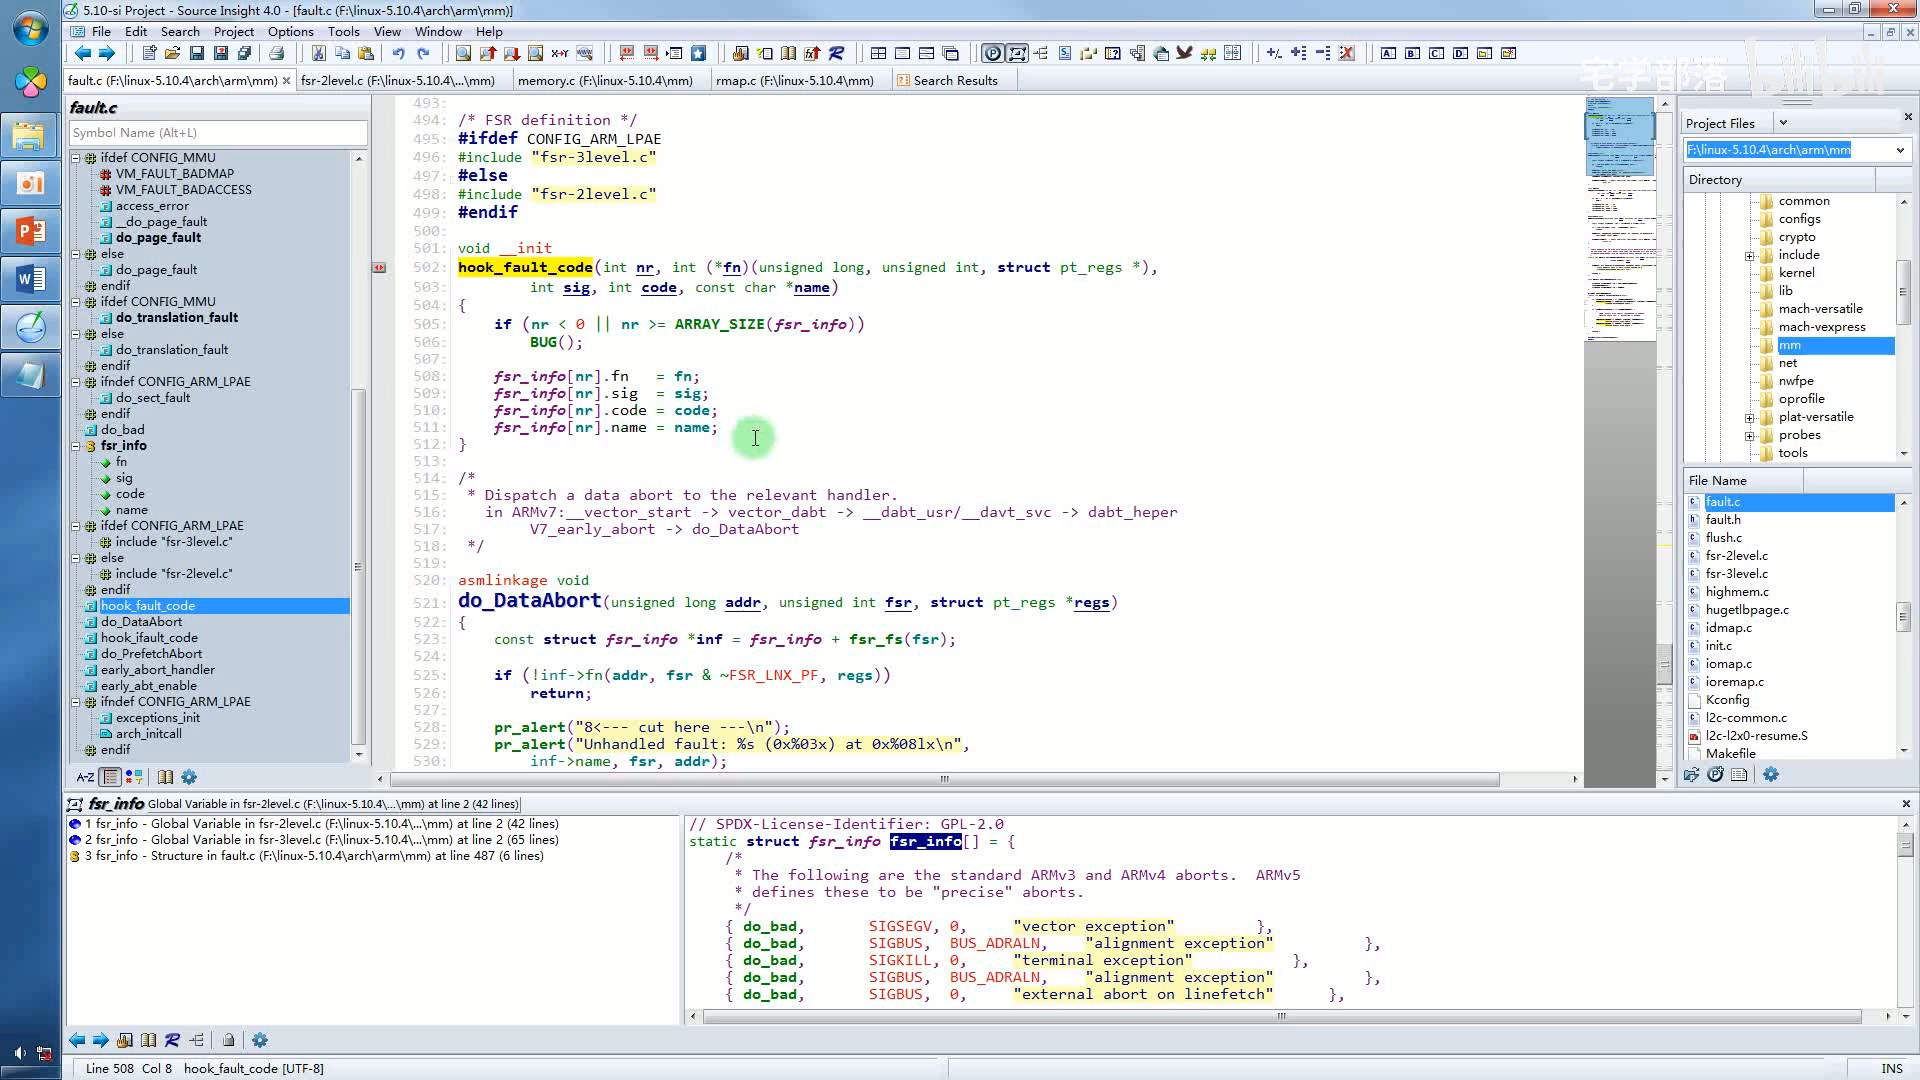 5.10-si Project - Source Insight 4.0 - [fault.c (F:\linux-5.10.4\arch\arm\mm)]
File Edit Search Project Options Tools View Window Help
fault.c (F:\linux-5.10.4\arch\arm\mm) fsr-2level.c (F:\linux-5.10.4\...\mm) memory.c (F:\linux-5.10.4\mm) rmap.c (F:\linux-5.10.4\mm) Search Results
宅学部落 bilibili
fault.c
Symbol Name (Alt+L)
ifdef CONFIG_MMU
VM_FAULT_BADMAP
VM_FAULT_BADACCESS
access_error
__do_page_fault
do_page_fault
else
do_page_fault
endif
ifdef CONFIG_MMU
do_translation_fault
else
do_translation_fault
endif
ifndef CONFIG_ARM_LPAE
do_sect_fault
endif
do_bad
fsr_info
fn
sig
code
name
ifdef CONFIG_ARM_LPAE
include "fsr-3level.c"
else
include "fsr-2level.c"
endif
hook_fault_code
do_DataAbort
hook_ifault_code
do_PrefetchAbort
early_abort_handler
early_abt_enable
ifndef CONFIG_ARM_LPAE
exceptions_init
arch_initcall
endif
A-Z
493:
494: /* FSR definition */
495: #ifdef CONFIG_ARM_LPAE
496: #include "fsr-3level.c"
497: #else
498: #include "fsr-2level.c"
499: #endif
500:
501: void __init
502: hook_fault_code(int nr, int (*fn)(unsigned long, unsigned int, struct pt_regs *),
503: int sig, int code, const char *name)
504: {
505: if (nr < 0 || nr >= ARRAY_SIZE(fsr_info))
506: BUG();
507:
508: fsr_info[nr].fn = fn;
509: fsr_info[nr].sig = sig;
510: fsr_info[nr].code = code;
511: fsr_info[nr].name = name;
512: }
513:
514: /*
515: * Dispatch a data abort to the relevant handler.
516: in ARMv7:__vector_start -> vector_dabt -> __dabt_usr/__davt_svc -> dabt_heper
517: V7_early_abort -> do_DataAbort
518: */
519:
520: asmlinkage void
521: do_DataAbort(unsigned long addr, unsigned int fsr, struct pt_regs *regs)
522: {
523: const struct fsr_info *inf = fsr_info + fsr_fs(fsr);
524:
525: if (!inf->fn(addr, fsr & ~FSR_LNX_PF, regs))
526: return;
527:
528: pr_alert("8<--- cut here ---\n");
529: pr_alert("Unhandled fault: %s (0x%03x) at 0x%08lx\n",
530: inf->name, fsr, addr);
Project Files
F:\linux-5.10.4\arch\arm\mm
Directory
common
configs
crypto
include
kernel
lib
mach-versatile
mach-vexpress
mm
net
nwfpe
oprofile
plat-versatile
probes
tools
File Name
fault.c
fault.h
flush.c
fsr-2level.c
fsr-3level.c
highmem.c
hugetlbpage.c
idmap.c
init.c
iomap.c
ioremap.c
Kconfig
l2c-common.c
l2c-l2x0-resume.S
Makefile
fsr_info Global Variable in fsr-2level.c (F:\linux-5.10.4\...\mm) at line 2 (42 lines)
1 fsr_info - Global Variable in fsr-2level.c (F:\linux-5.10.4\...\mm) at line 2 (42 lines)
2 fsr_info - Global Variable in fsr-3level.c (F:\linux-5.10.4\...\mm) at line 2 (65 lines)
3 fsr_info - Structure in fault.c (F:\linux-5.10.4\arch\arm\mm) at line 487 (6 lines)
// SPDX-License-Identifier: GPL-2.0
static struct fsr_info fsr_info[] = {
/*
* The following are the standard ARMv3 and ARMv4 aborts. ARMv5
* defines these to be "precise" aborts.
*/
{ do_bad, SIGSEGV, 0, "vector exception" },
{ do_bad, SIGBUS, BUS_ADRALN, "alignment exception" },
{ do_bad, SIGKILL, 0, "terminal exception" },
{ do_bad, SIGBUS, BUS_ADRALN, "alignment exception" },
{ do_bad, SIGBUS, 0, "external abort on linefetch" },
Line 508 Col 8 hook_fault_code [UTF-8] INS